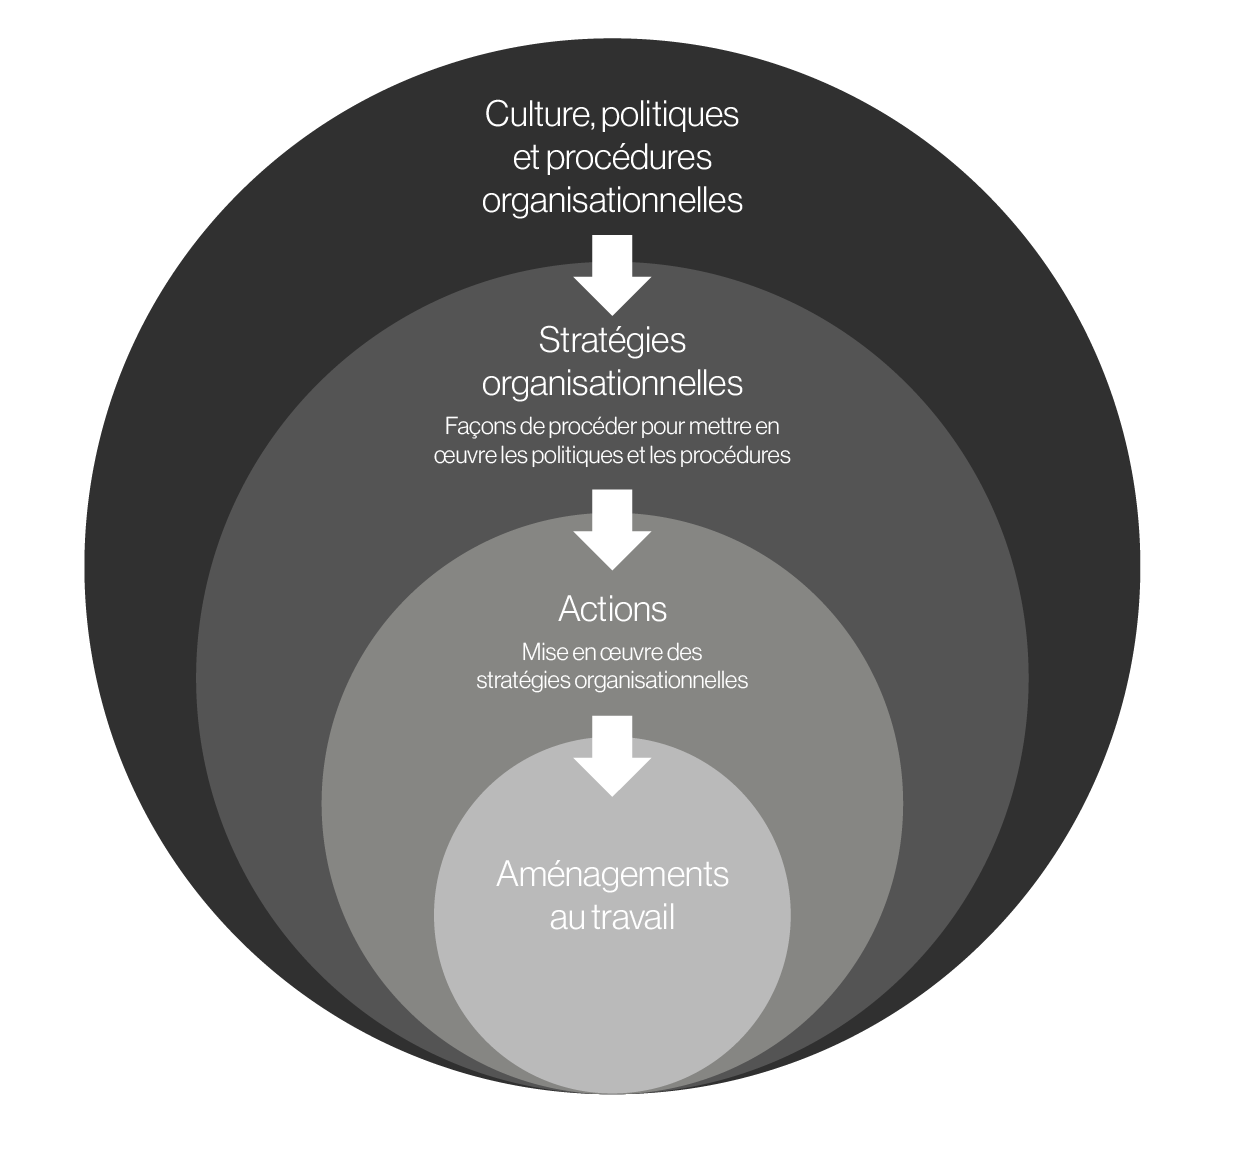 Culture, politiques
et procédures
organisationnelles
Stratégies
organisationnelles
Façons de procéder pour mettre en
œuvre les politiques et les procédures
Actions
Mise en œuvre des
stratégies organisationnelles
Aménagements
au travail